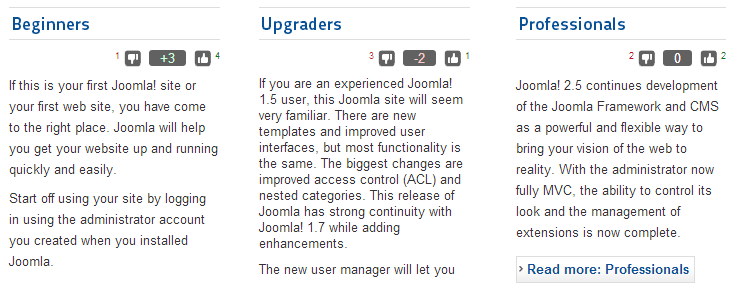 Beginners
1 +3 4
If this is your first Joomla! site or
your first web site, you have come
to the right place. Joomla will help
you get your website up and running
quickly and easily.
Start off using your site by logging
in using the administrator account
you created when you installed
Joomla.
Upgraders
3 -2 1
If you are an experienced Joomla!
1.5 user, this Joomla site will seem
very familiar. There are new
templates and improved user
interfaces, but most functionality is
the same. The biggest changes are
improved access control (ACL) and
nested categories. This release of
Joomla has strong continuity with
Joomla! 1.7 while adding
enhancements.
The new user manager will let you
Professionals
2 0 2
Joomla! 2.5 continues development
of the Joomla Framework and CMS
as a powerful and flexible way to
bring your vision of the web to
reality. With the administrator now
fully MVC, the ability to control its
look and the management of
extensions is now complete.
Read more: Professionals